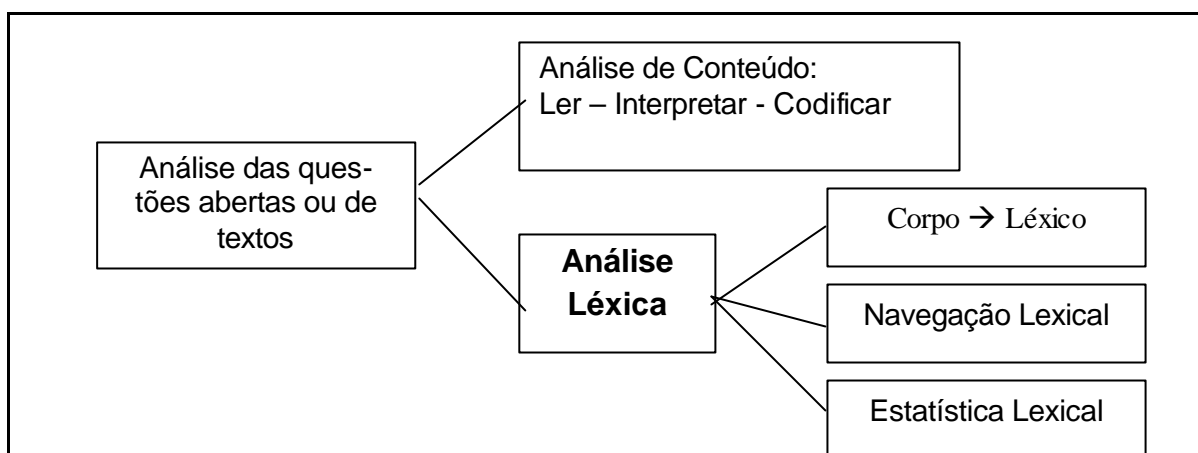 Análise de Conteúdo:
Ler – Interpretar - Codificar
Análise das ques-
tões abertas ou de
textos
Análise
Léxica
Corpo → Léxico
Navegação Lexical
Estatística Lexical